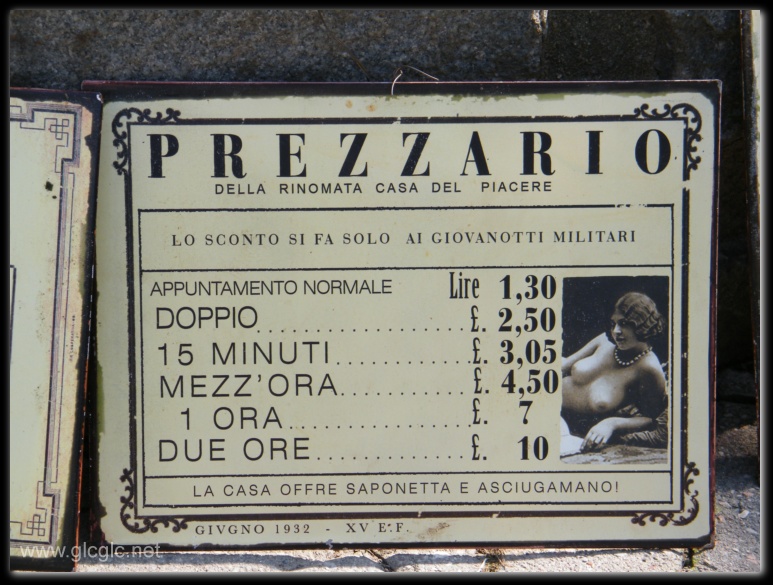 PREZZARIO
DELLA RINOMATA CASA DEL PIACERE
LO SCONTO SI FA SOLO AI GIOVANOTTI MILITARI
APPUNTAMENTO NORMALE Lire 1,30
DOPPIO £. 2,50
15 MINUTI £. 3,05
MEZZ'ORA £. 4,50
1 ORA £. 7
DUE ORE £. 10
LA CASA OFFRE SAPONETTA E ASCIUGAMANO!
GIVGNO 1932 - XV E.F.
www.glcglc.net